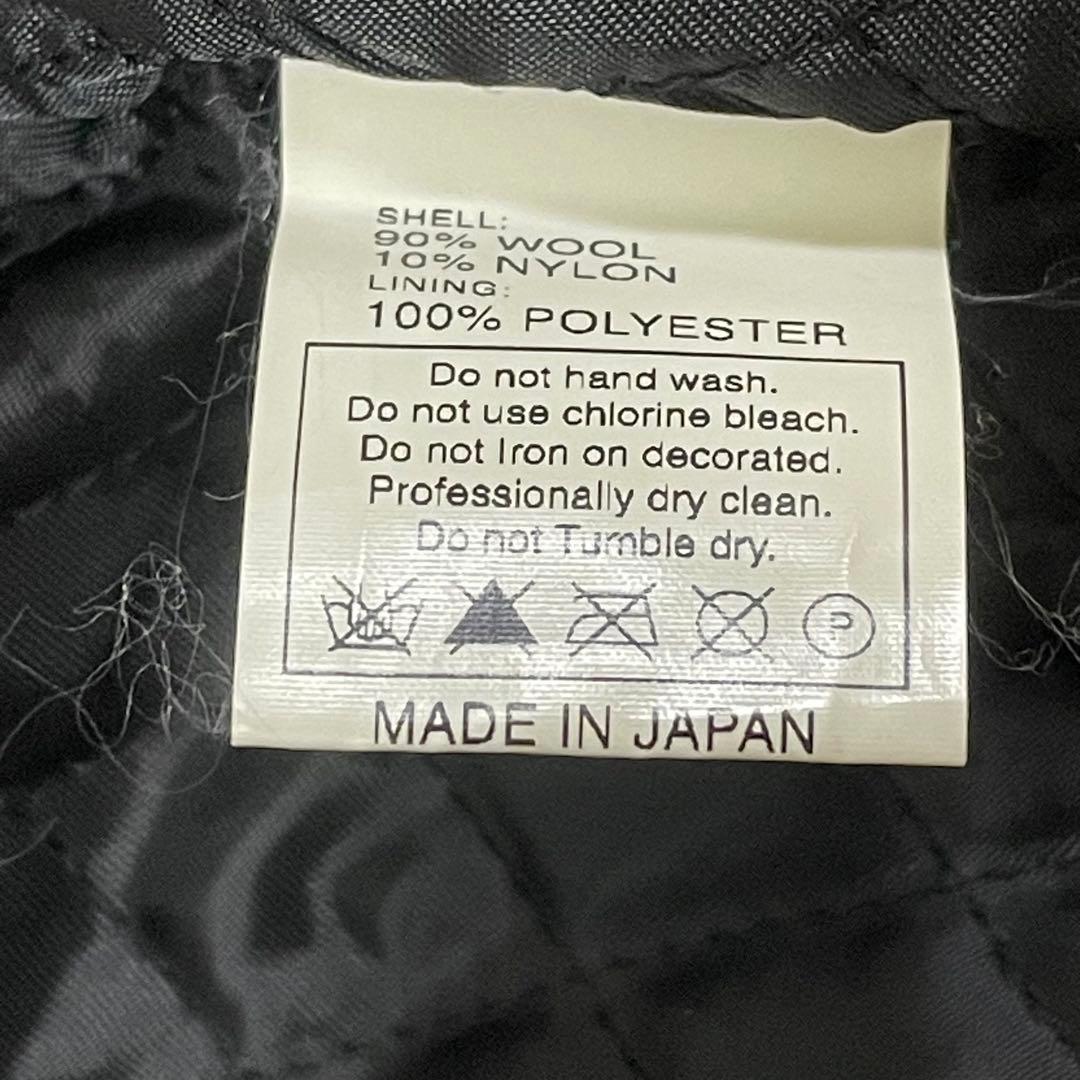 SHELL:
90% WOOL
10% NYLON
LINING:
100% POLYESTER
Do not hand wash.
Do not use chlorine bleach.
Do not Iron on decorated.
Professionally dry clean.
Do not Tumble dry.
P
MADE IN JAPAN